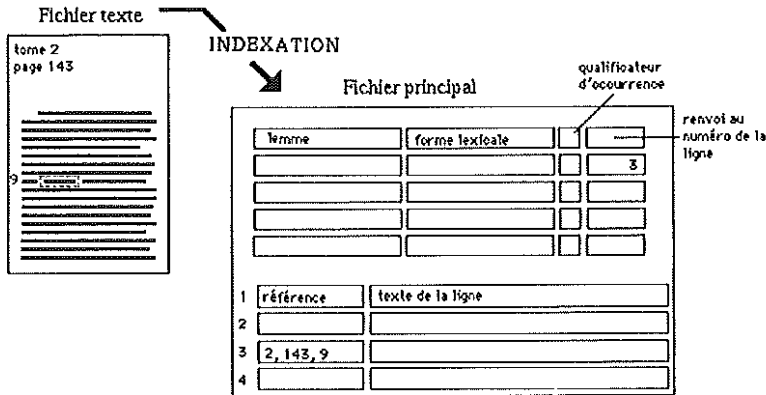 Fichier texte
tome 2
page 143
9
INDEXATION
Fichier principal
qualificateur
d'occurrence
renvoi au
numéro de la
ligne
lemme forme lexicale
3
1 référence texte de la ligne
2
3 2, 143, 9
4